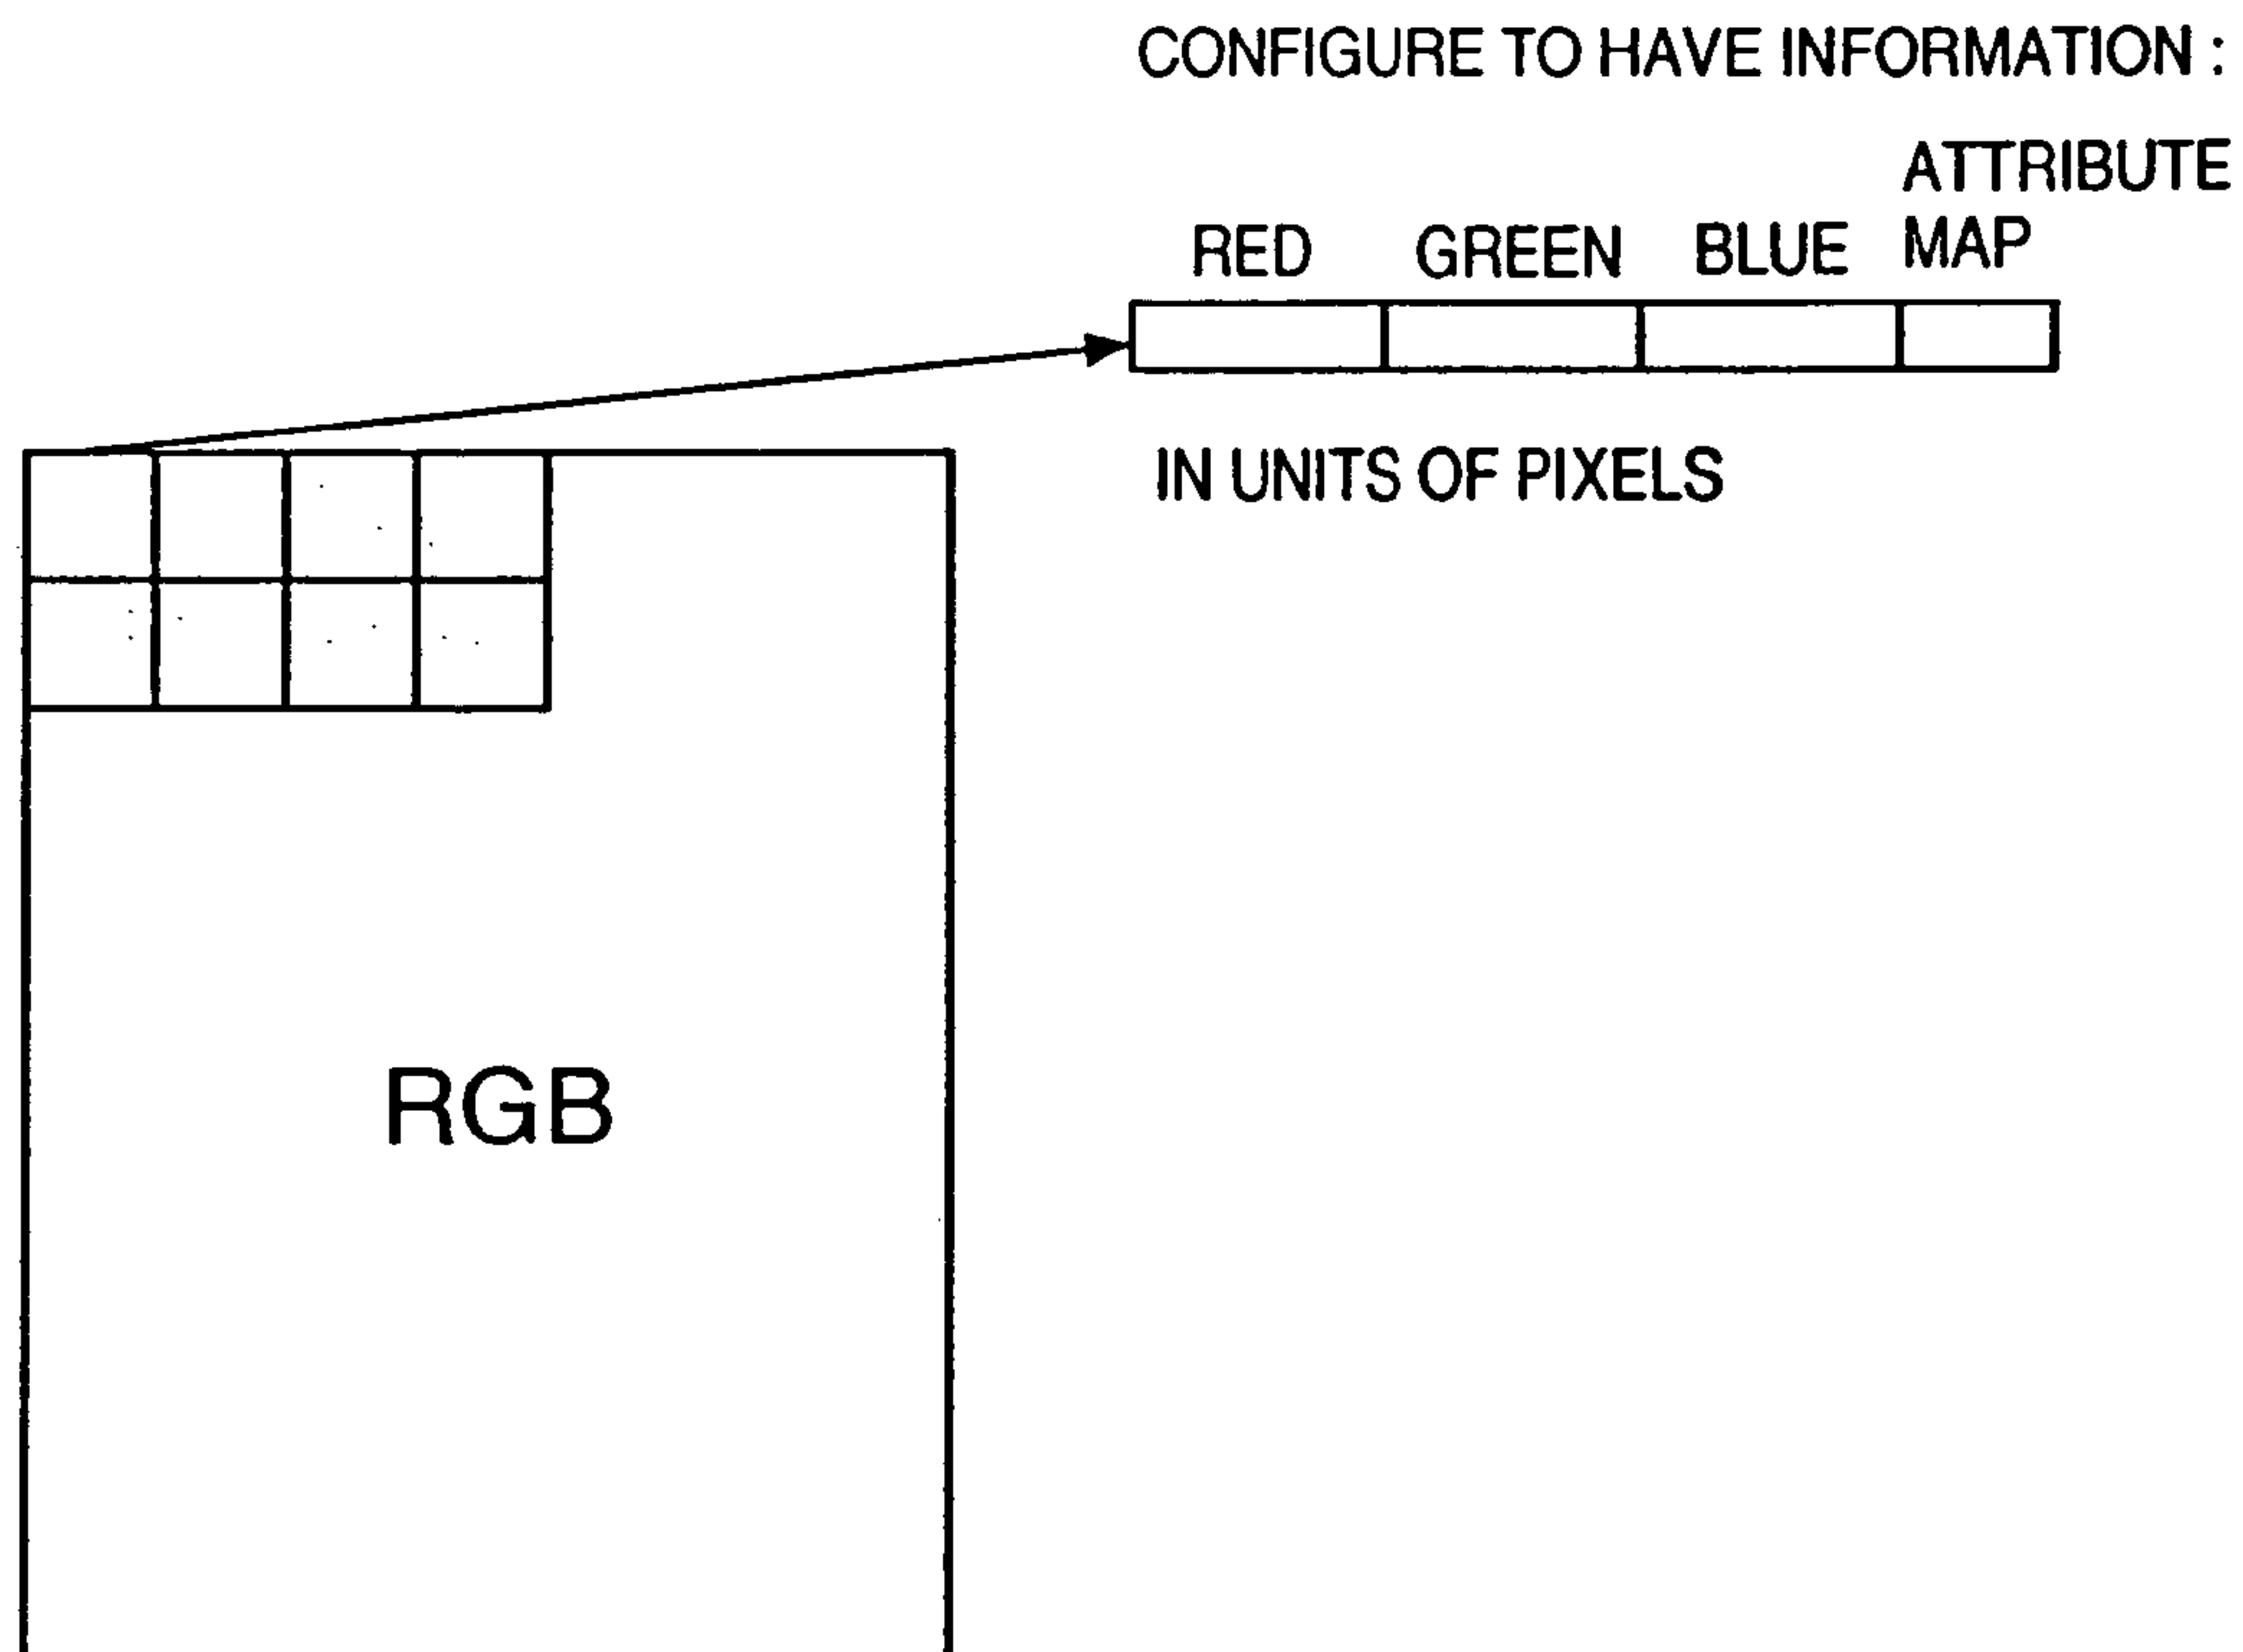 CONFIGURE TO HAVE INFORMATION :
ATTRIBUTE
RED GREEN BLUE MAP
IN UNITS OF PIXELS
RGB